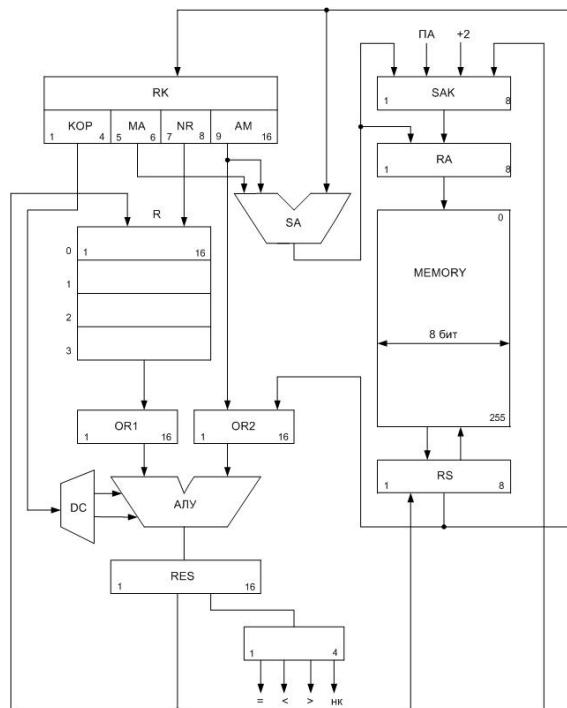 ПА +2
RK
SAK
1 8
KOP MA NR AM
1 4 5 6 7 8 9 16
RA
1 8
R
SA
0 1 16
0
MEMORY
1
2
8 бит
3
255
OR1
1 16
OR2
1 16
RS
1 8
DC
АЛУ
RES
1 16
1 4
= < > нк